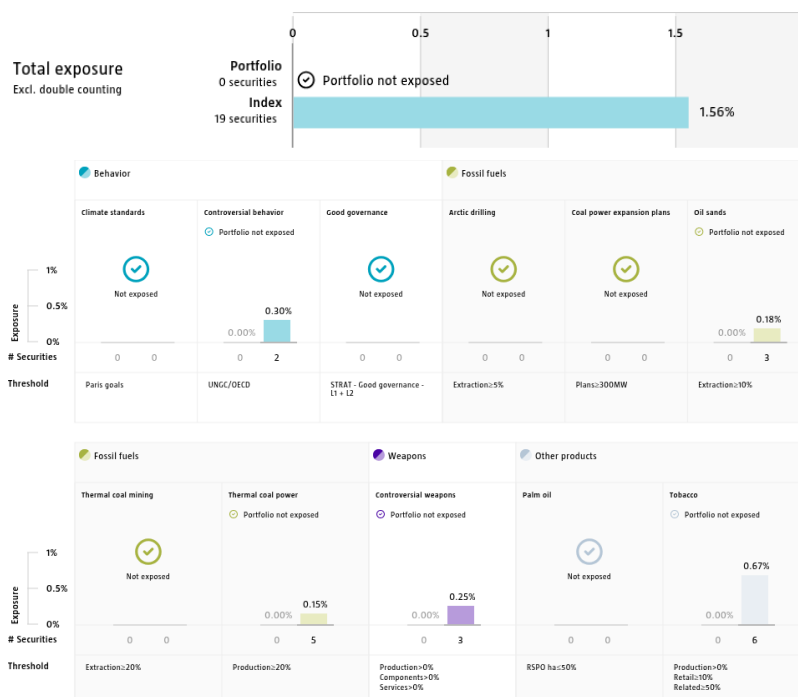 0 0.5 1 1.5
Total exposure
Excl. double counting
Portfolio
0 securities
Portfolio not exposed
Index
19 securities
1.56%
Behavior Fossil fuels
Climate standards Controversial behavior Good governance Arctic drilling Coal power expansion plans Oil sands
Portfolio not exposed Portfolio not exposed
Not exposed Not exposed Not exposed Not exposed
Exposure
1%
0.5%
0%
0.00% 0.30% 0.00% 0.18%
# Securities 0 0 0 2 0 0 0 0 0 0 0 3
Threshold Paris goals UNGC/OECD STRAT - Good governance - Extraction≥5% Plans≥300MW Extraction≥10%
L1 + L2
Fossil fuels Weapons Other products
Thermal coal mining Thermal coal power Controversial weapons Palm oil Tobacco
Portfolio not exposed Portfolio not exposed Portfolio not exposed
Not exposed Not exposed
Exposure
1%
0.5%
0%
0.00% 0.15% 0.00% 0.25% 0.00% 0.67%
# Securities 0 0 0 5 0 3 0 0 0 6
Threshold Extraction≥20% Production≥20% Production>0% RSPO ha≤50% Production>0%
Components>0% Retail≥10%
Services>0% Related≥50%